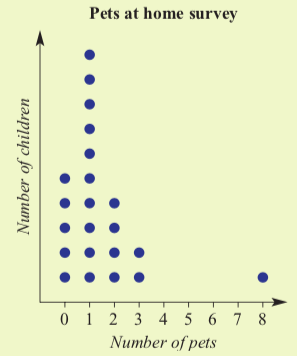 Pets at home survey
Number of children
0 1 2 3 4 5 6 7 8
Number of pets